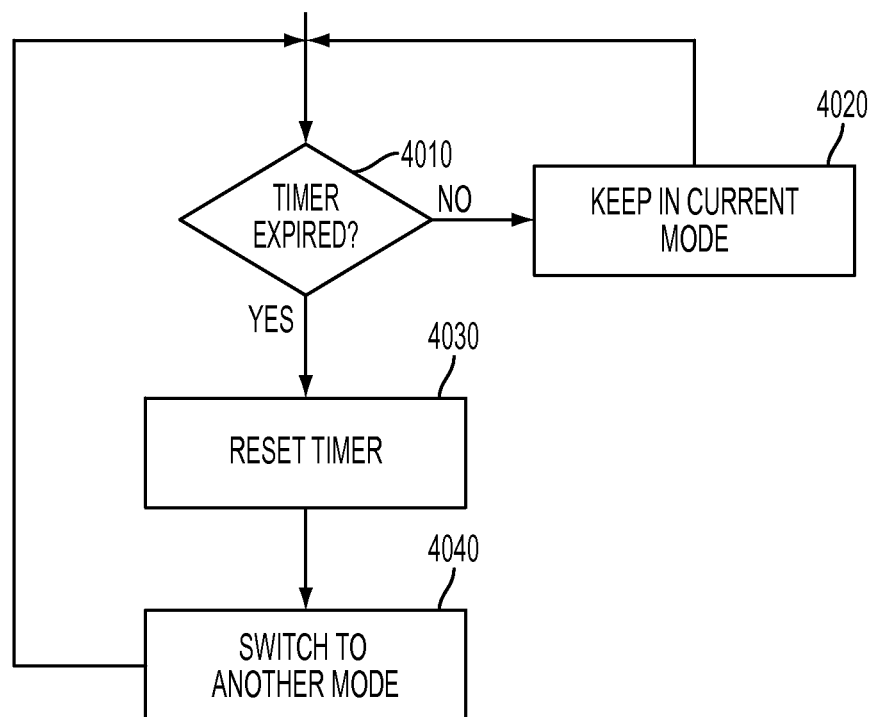 4020
4010
TIMER
EXPIRED?
NO
KEEP IN CURRENT
MODE
YES
4030
RESET TIMER
4040
SWITCH TO
ANOTHER MODE